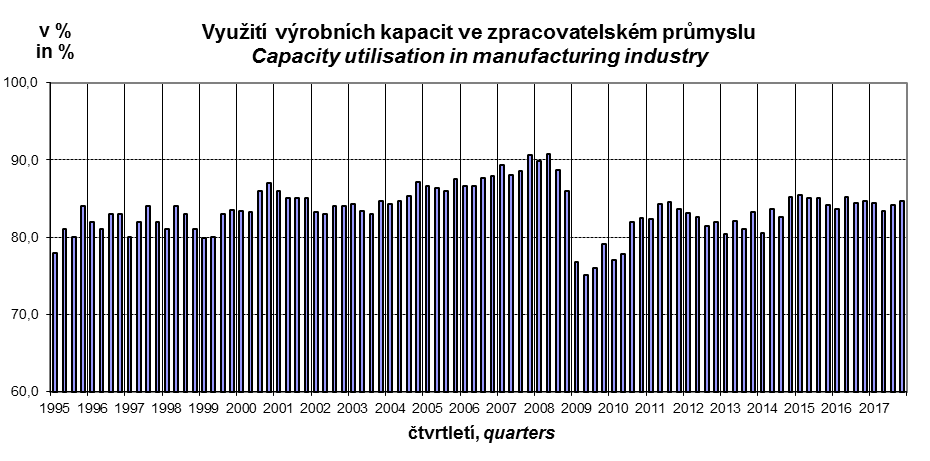 v %
in %
Využití výrobních kapacit ve zpracovatelském průmyslu
Capacity utilisation in manufacturing industry
100,0
90,0
80,0
70,0
60,0
1995 1996 1997 1998 1999 2000 2001 2002 2003 2004 2005 2006 2007 2008 2009 2010 2011 2012 2013 2014 2015 2016 2017
čtvrtletí, quarters